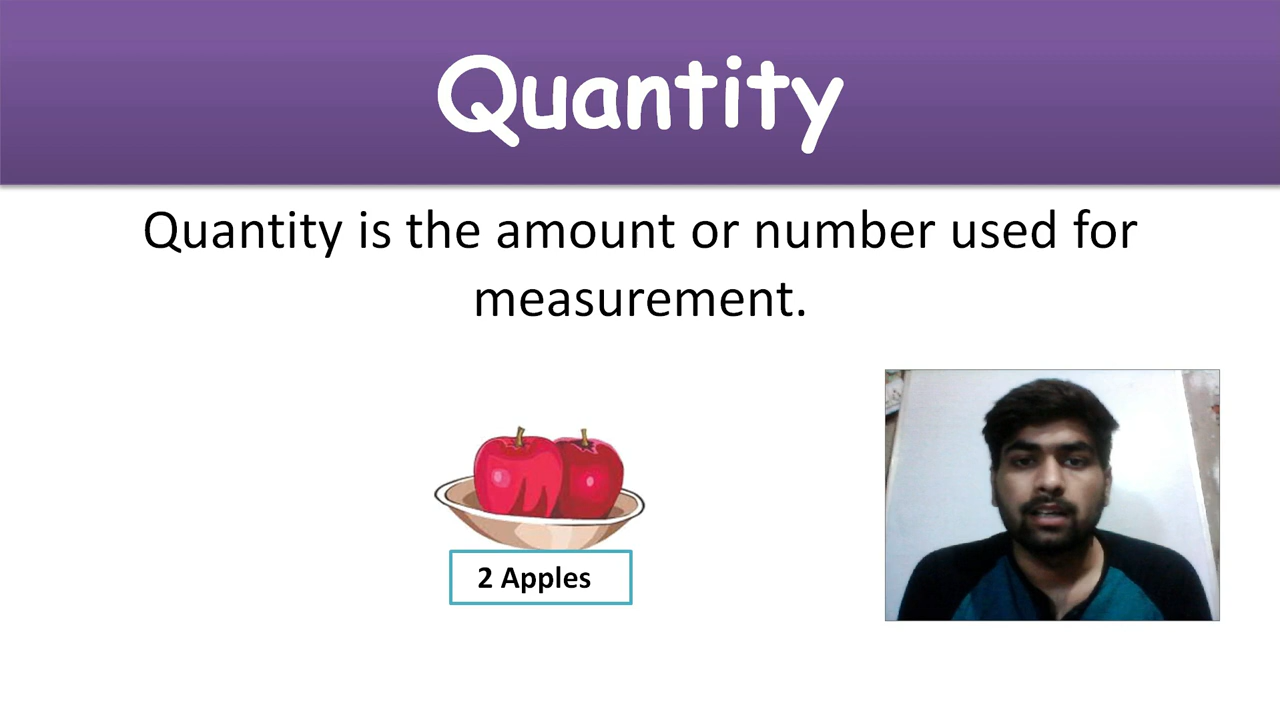 Quantity
Quantity is the amount or number used for
measurement.
2 Apples